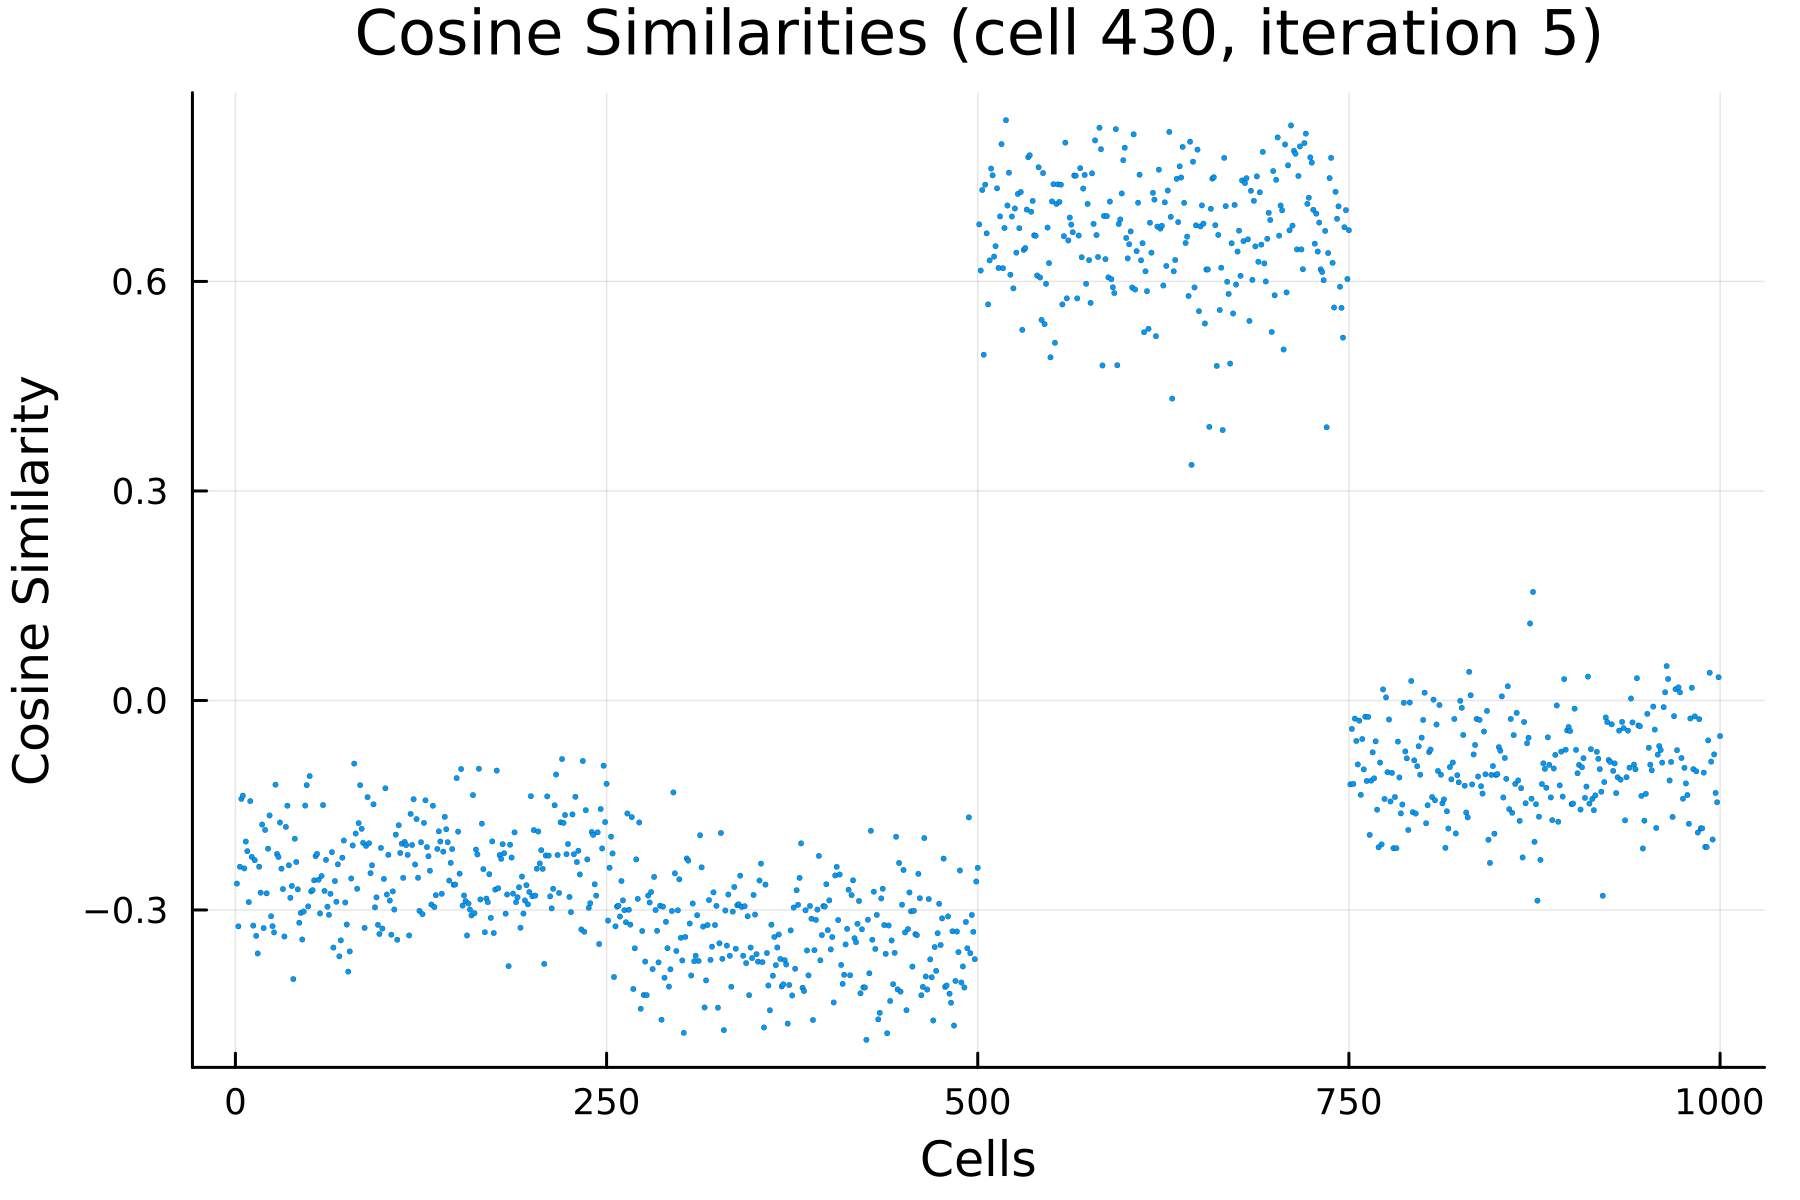 Cosine Similarities (cell 430, iteration 5)
Cosine Similarity
0.6
0.3
0.0
−0.3
0 250 500 750 1000
Cells